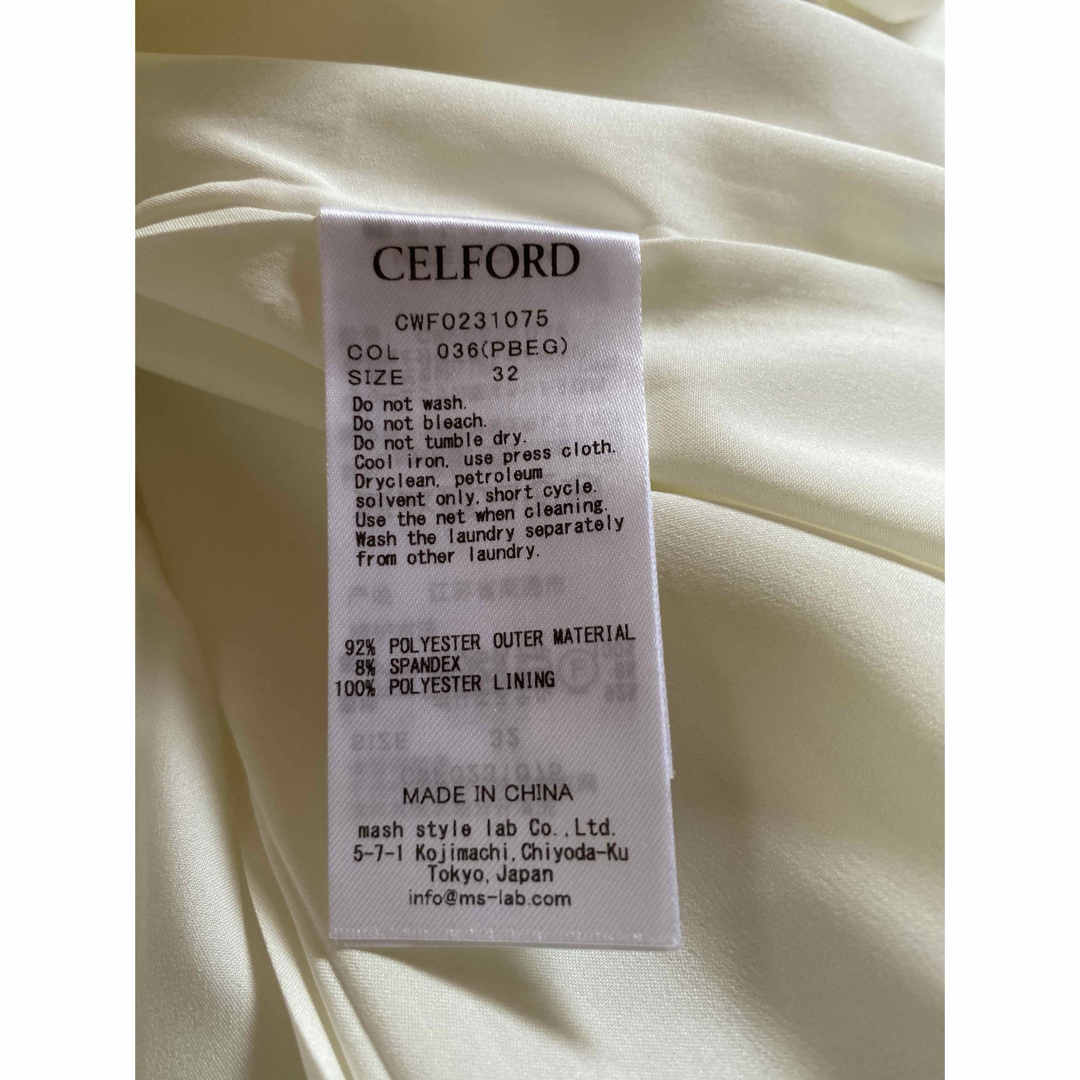 CELFORD
CWF0231075
COL 036(PBEG)
SIZE 32
Do not wash.
Do not bleach.
Do not tumble dry.
Cool iron, use press cloth.
Dryclean, petroleum
solvent only,short cycle.
Use the net when cleaning.
Wash the laundry separately
from other laundry.
92% POLYESTER OUTER MATERIAL
8% SPANDEX
100% POLYESTER LINING
MADE IN CHINA
mash style lab Co.,Ltd.
5-7-1 Kojimachi,Chiyoda-Ku
Tokyo,Japan
info@ms-lab.com